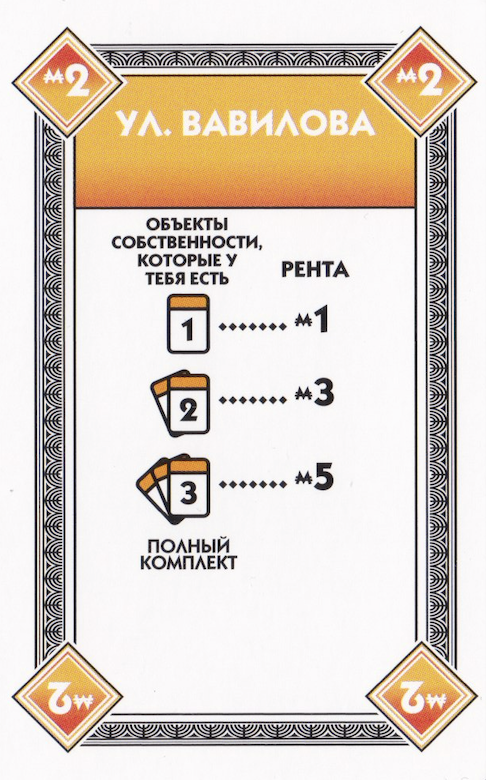 ₩2
₩2
УЛ. ВАВИЛОВА
ОБЪЕКТЫ
СОБСТВЕННОСТИ,
КОТОРЫЕ У
ТЕБЯ ЕСТЬ
РЕНТА
1 ....... ₩1
2 ....... ₩3
3 ....... ₩5
ПОЛНЫЙ
КОМПЛЕКТ
₩2
₩2